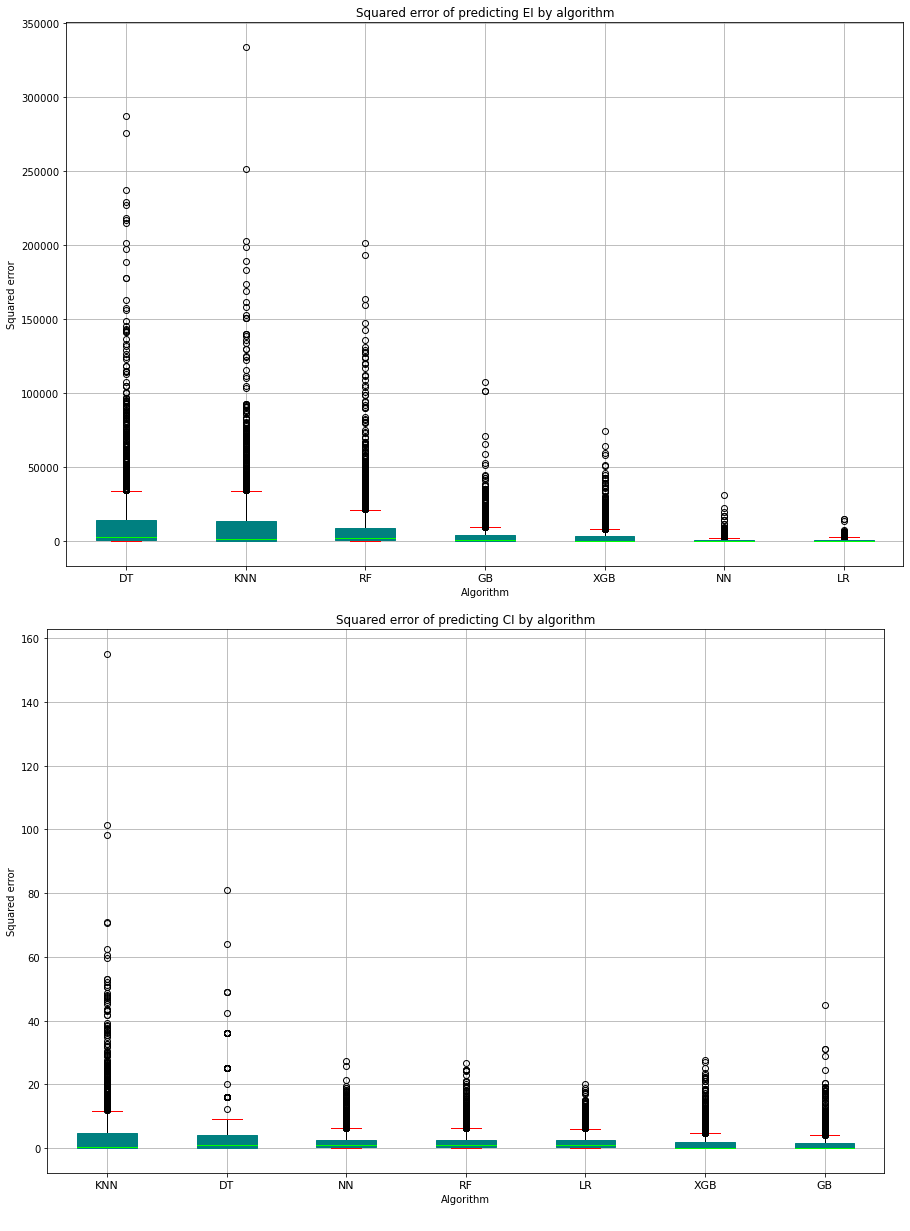 Squared error of predicting EI by algorithm
350000
300000
250000
200000
150000
100000
50000
0
Squared error
DT KNN RF GB XGB NN LR
Algorithm
Squared error of predicting CI by algorithm
160
140
120
100
80
60
40
20
0
Squared error
KNN DT NN RF LR XGB GB
Algorithm